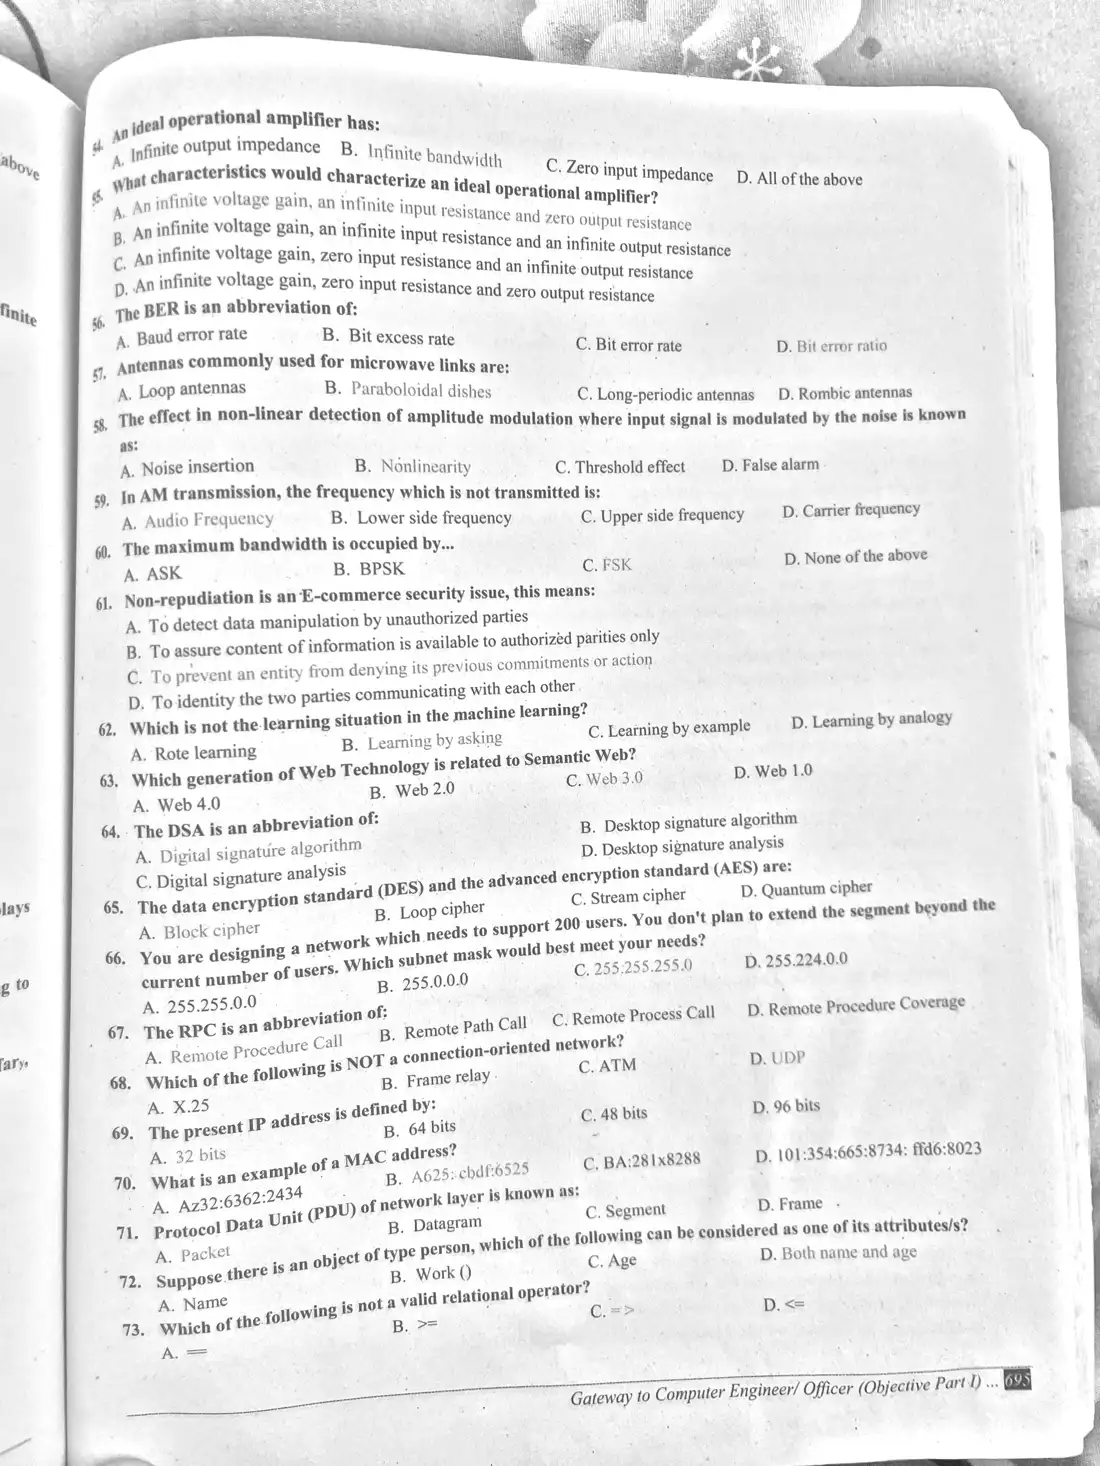 above
finite
lays
g to
54. An ideal operational amplifier has:
A. Infinite output impedance B. Infinite bandwidth C. Zero input impedance D. All of the above
55. What characteristics would characterize an ideal operational amplifier?
A. An infinite voltage gain, an infinite input resistance and zero output resistance
B. An infinite voltage gain, an infinite input resistance and an infinite output resistance
C. An infinite voltage gain, zero input resistance and an infinite output resistance
D. An infinite voltage gain, zero input resistance and zero output resistance
56. The BER is an abbreviation of:
A. Baud error rate B. Bit excess rate C. Bit error rate D. Bit error ratio
57. Antennas commonly used for microwave links are:
A. Loop antennas B. Paraboloidal dishes C. Long-periodic antennas D. Rombic antennas
58. The effect in non-linear detection of amplitude modulation where input signal is modulated by the noise is known
as:
A. Noise insertion B. Nonlinearity C. Threshold effect D. False alarm
59. In AM transmission, the frequency which is not transmitted is:
A. Audio Frequency B. Lower side frequency C. Upper side frequency D. Carrier frequency
60. The maximum bandwidth is occupied by...
A. ASK B. BPSK C. FSK D. None of the above
61. Non-repudiation is an E-commerce security issue, this means:
A. To detect data manipulation by unauthorized parties
B. To assure content of information is available to authorized parities only
C. To prevent an entity from denying its previous commitments or action
D. To identity the two parties communicating with each other
62. Which is not the learning situation in the machine learning?
A. Rote learning B. Learning by asking C. Learning by example D. Learning by analogy
63. Which generation of Web Technology is related to Semantic Web?
A. Web 4.0 B. Web 2.0 C. Web 3.0 D. Web 1.0
64. The DSA is an abbreviation of:
A. Digital signature algorithm B. Desktop signature algorithm
C. Digital signature analysis D. Desktop signature analysis
65. The data encryption standard (DES) and the advanced encryption standard (AES) are:
A. Block cipher B. Loop cipher C. Stream cipher D. Quantum cipher
66. You are designing a network which needs to support 200 users. You don't plan to extend the segment beyond the
current number of users. Which subnet mask would best meet your needs?
A. 255.255.0.0 B. 255.0.0.0 C. 255.255.255.0 D. 255.224.0.0
67. The RPC is an abbreviation of:
A. Remote Procedure Call B. Remote Path Call C. Remote Process Call D. Remote Procedure Coverage
68. Which of the following is NOT a connection-oriented network?
A. X.25 B. Frame relay C. ATM D. UDP
69. The present IP address is defined by:
A. 32 bits B. 64 bits C. 48 bits D. 96 bits
70. What is an example of a MAC address?
A. Az32:6362:2434 B. A625: cbdf:6525 C. BA:281x8288 D. 101:354:665:8734: ffd6:8023
71. Protocol Data Unit (PDU) of network layer is known as:
A. Packet B. Datagram C. Segment D. Frame
72. Suppose there is an object of type person, which of the following can be considered as one of its attributes/s?
A. Name B. Work () C. Age D. Both name and age
73. Which of the following is not a valid relational operator?
A. == B. >= C. => D. <=
Gateway to Computer Engineer/ Officer (Objective Part I) ... 695